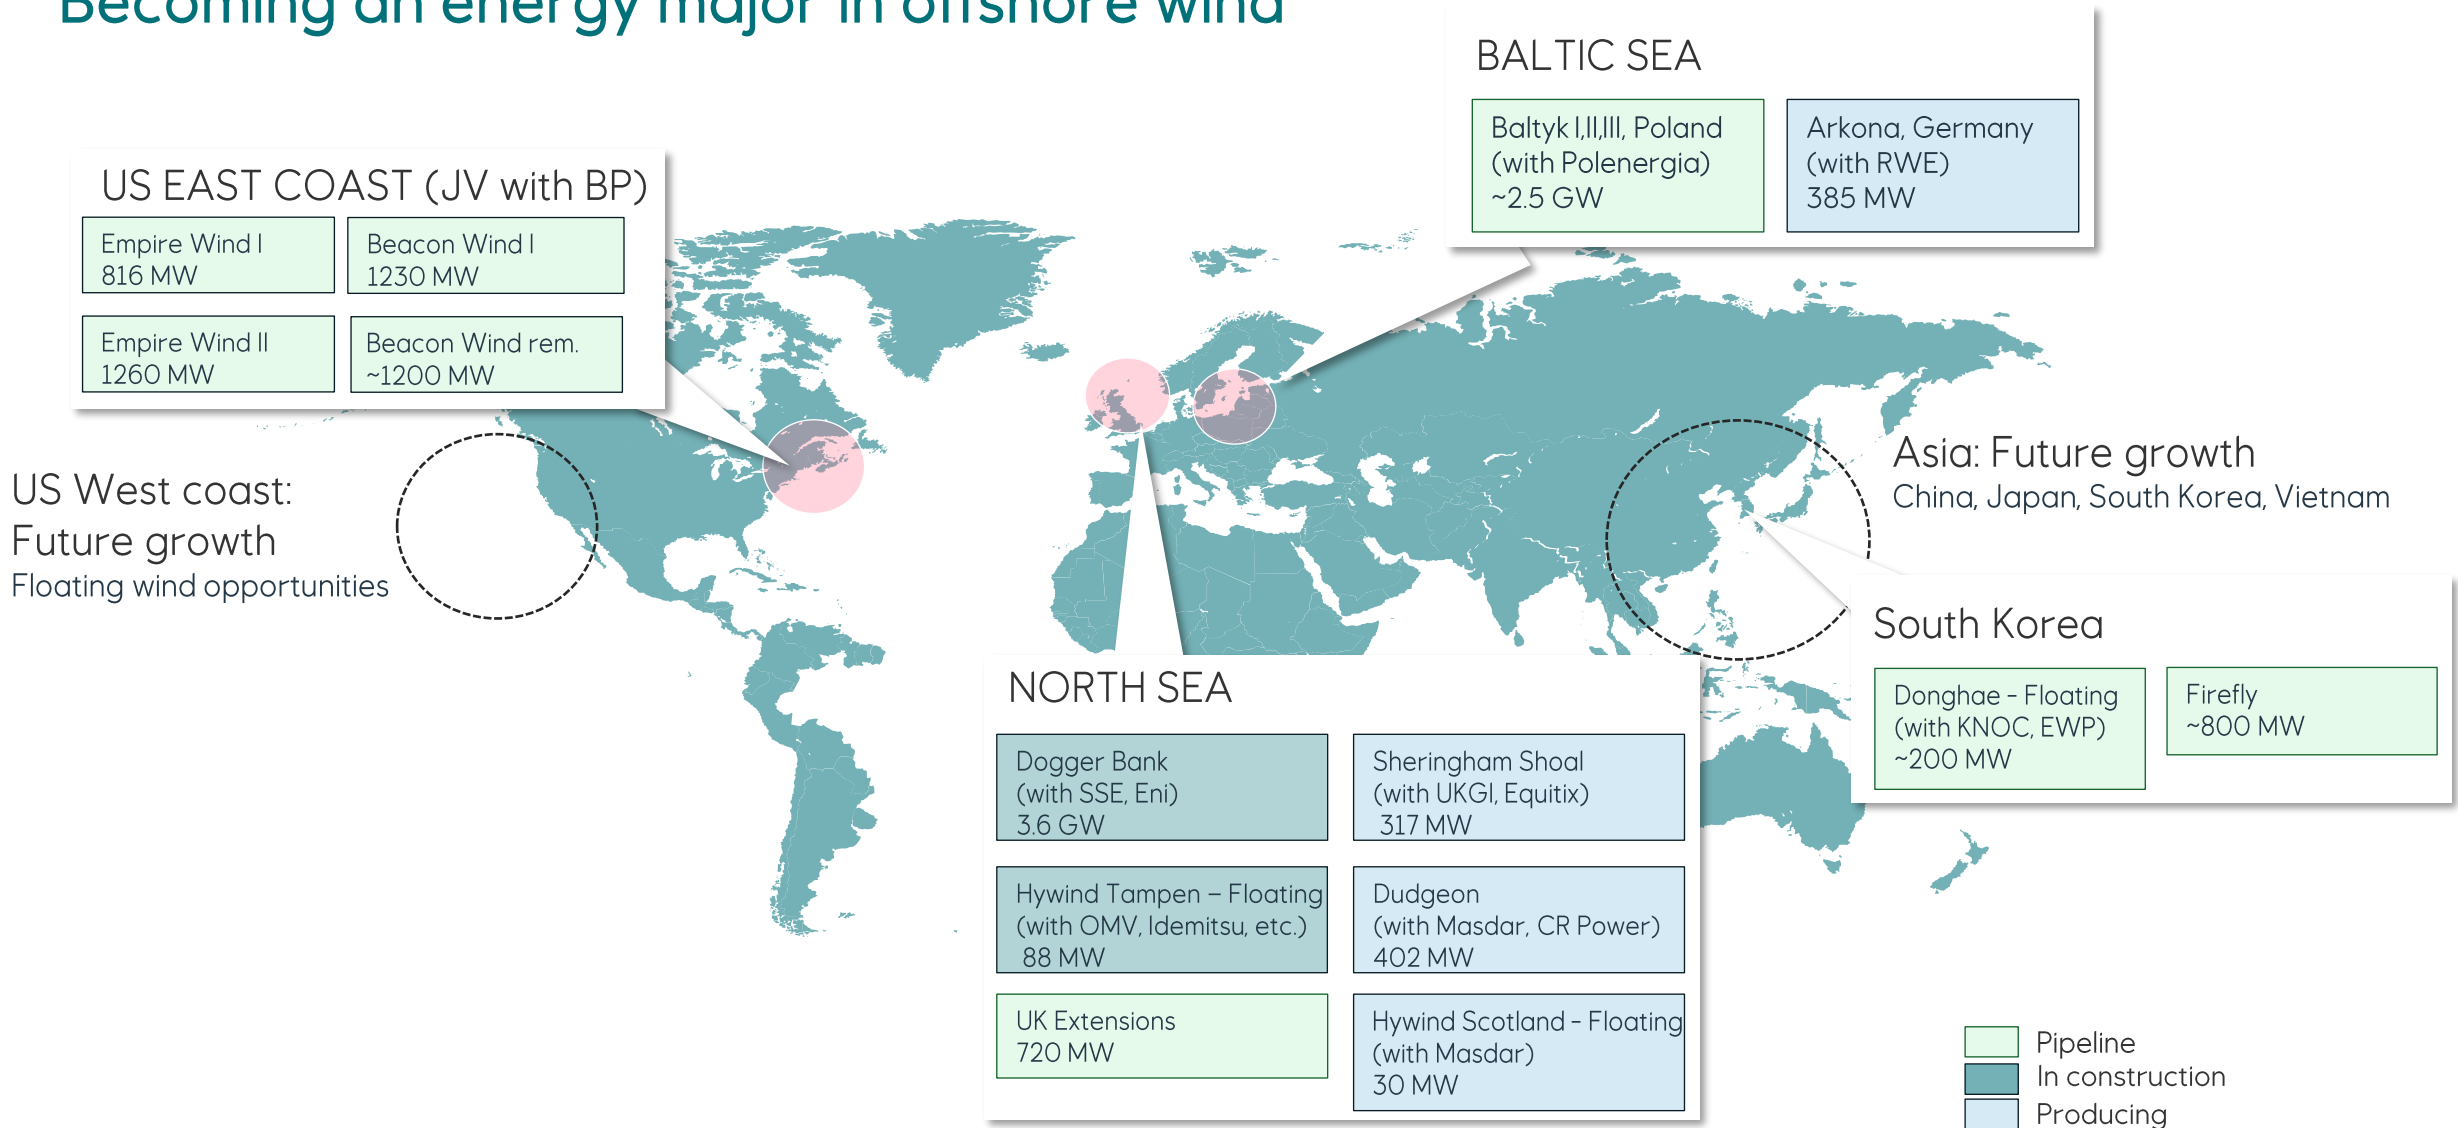 Becoming an energy major in offshore wind
BALTIC SEA
Baltyk I,II,III, Poland
(with Polenergia)
~2.5 GW
Arkona, Germany
(with RWE)
385 MW
US EAST COAST (JV with BP)
Empire Wind I
816 MW
Beacon Wind I
1230 MW
Empire Wind II
1260 MW
Beacon Wind rem.
~1200 MW
US West coast:
Future growth
Floating wind opportunities
Asia: Future growth
China, Japan, South Korea, Vietnam
South Korea
Donghae - Floating
(with KNOC, EWP)
~200 MW
Firefly
~800 MW
NORTH SEA
Dogger Bank
(with SSE, Eni)
3.6 GW
Sheringham Shoal
(with UKGI, Equitix)
317 MW
Hywind Tampen – Floating
(with OMV, Idemitsu, etc.)
88 MW
Dudgeon
(with Masdar, CR Power)
402 MW
UK Extensions
720 MW
Hywind Scotland - Floating
(with Masdar)
30 MW
Pipeline
In construction
Producing